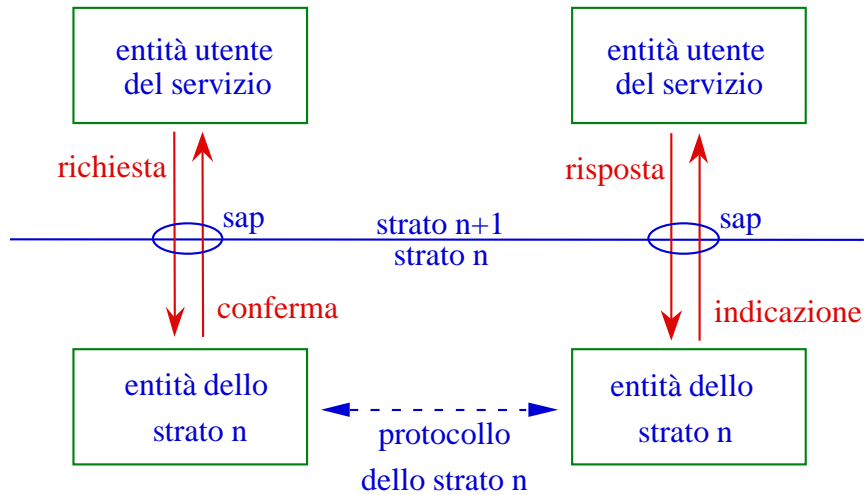 entità utente
del servizio
entità utente
del servizio
richiesta
risposta
sap
strato n+1
sap
strato n
conferma
indicazione
entità dello
strato n
entità dello
strato n
protocollo
dello strato n